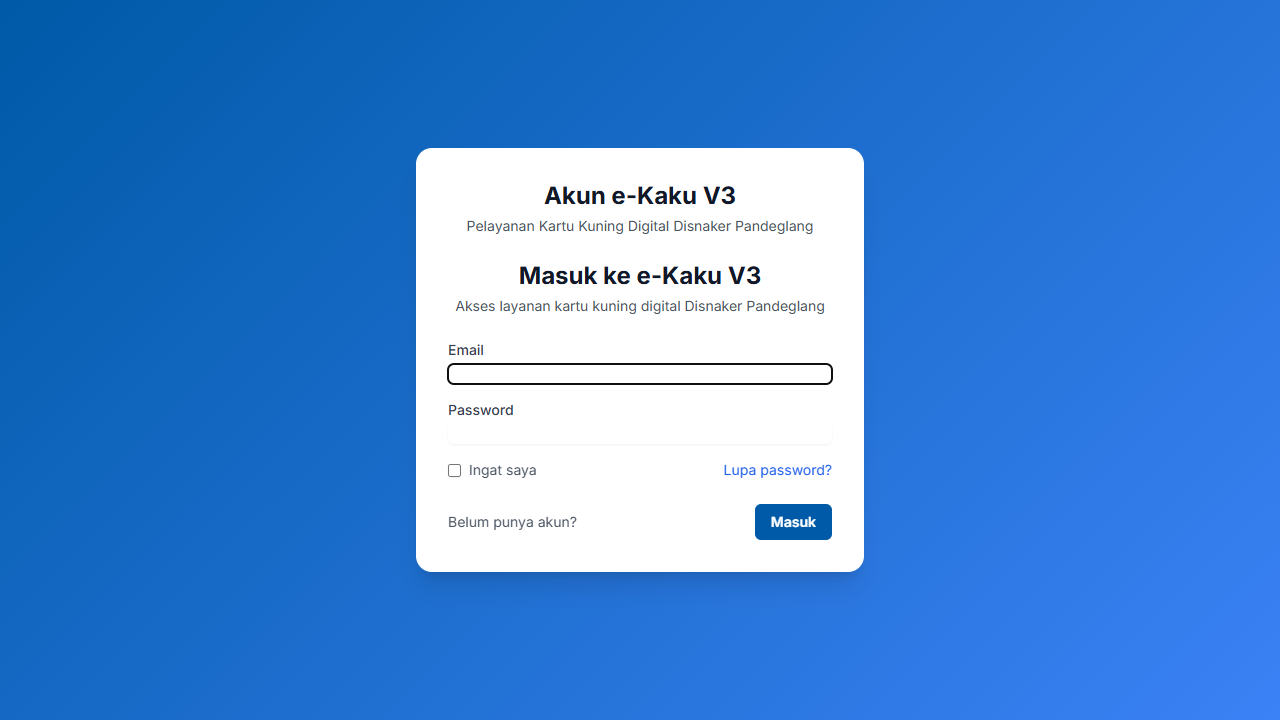 Akun e-Kaku V3
Pelayanan Kartu Kuning Digital Disnaker Pandeglang
Masuk ke e-Kaku V3
Akses layanan kartu kuning digital Disnaker Pandeglang
Email
Password
Ingat saya
Lupa password?
Belum punya akun?
Masuk